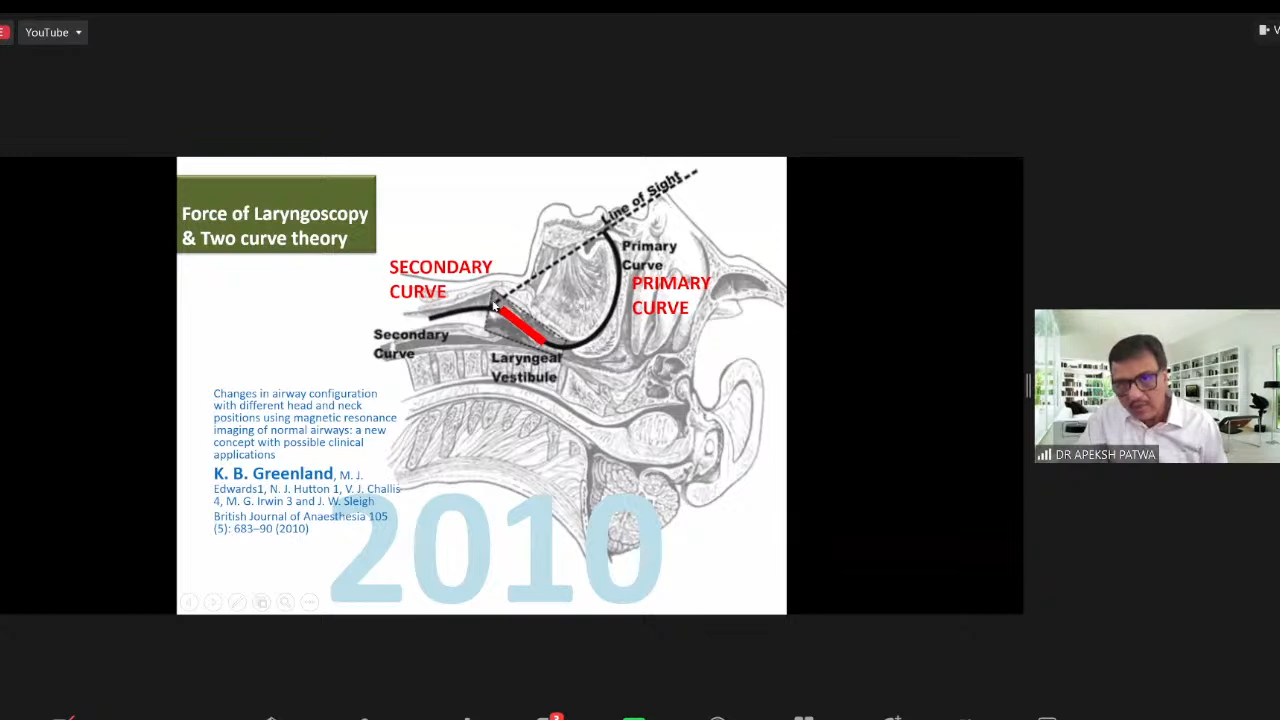 YouTube
Force of Laryngoscopy
& Two curve theory
Line of Sight
Primary
Curve
SECONDARY
CURVE
PRIMARY
CURVE
Secondary
Curve
Laryngeal
Vestibule
Changes in airway configuration
with different head and neck
positions using magnetic resonance
imaging of normal airways: a new
concept with possible clinical
applications
K. B. Greenland, M. J.
Edwards1, N. J. Hutton 1, V. J. Challis
4, M. G. Irwin 3 and J. W. Sleigh
British Journal of Anaesthesia 105
(5): 683–90 (2010)
2010
DR APEKSH PATWA